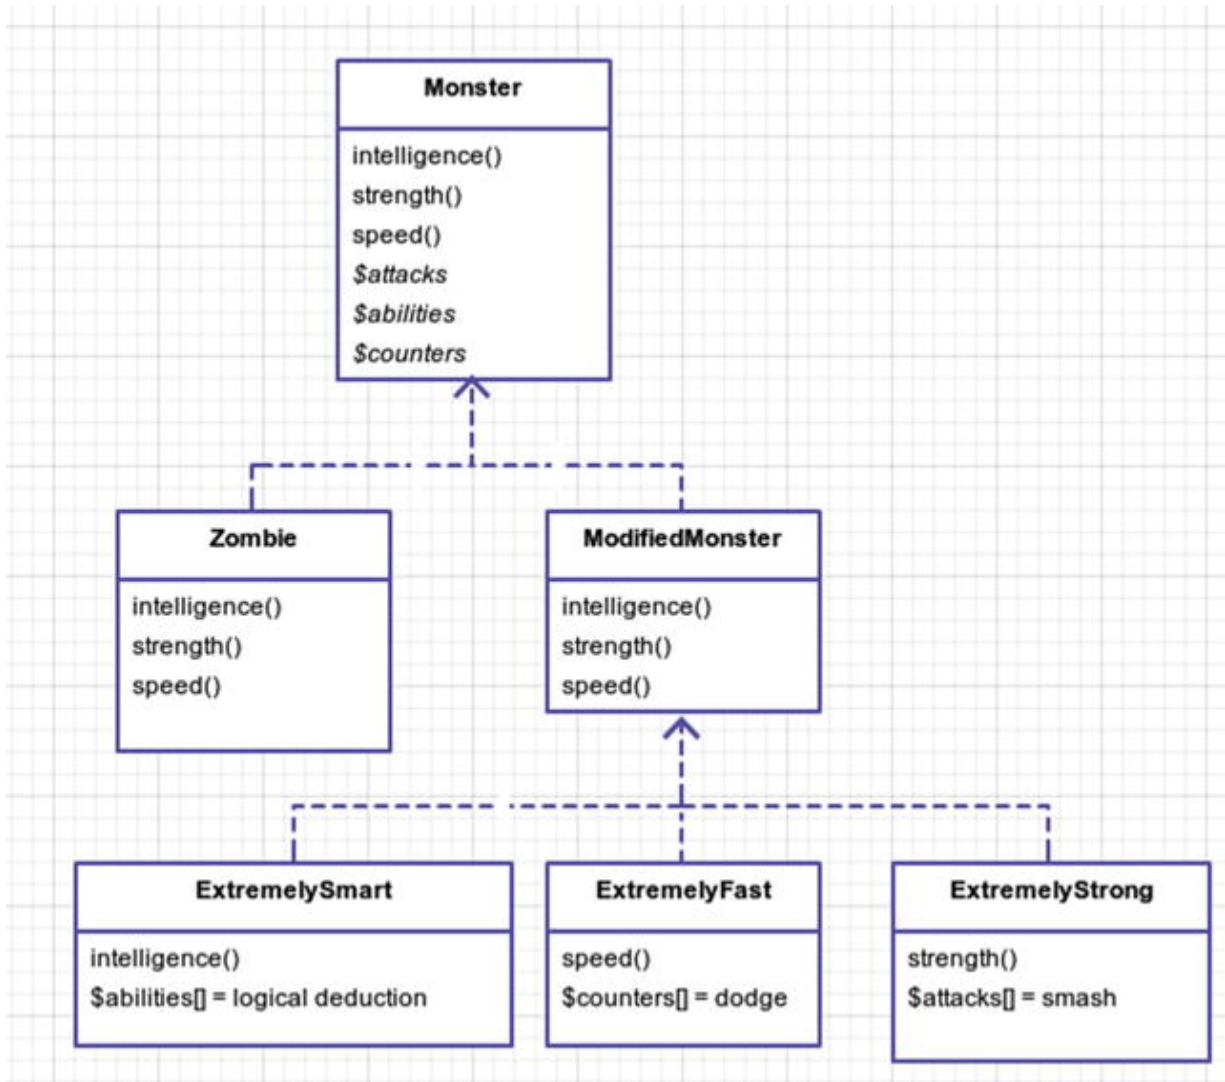 Monster
intelligence()
strength()
speed()
$attacks
$abilities
$counters
Zombie
intelligence()
strength()
speed()
ModifiedMonster
intelligence()
strength()
speed()
ExtremelySmart
intelligence()
$abilities[] = logical deduction
ExtremelyFast
speed()
$counters[] = dodge
ExtremelyStrong
strength()
$attacks[] = smash